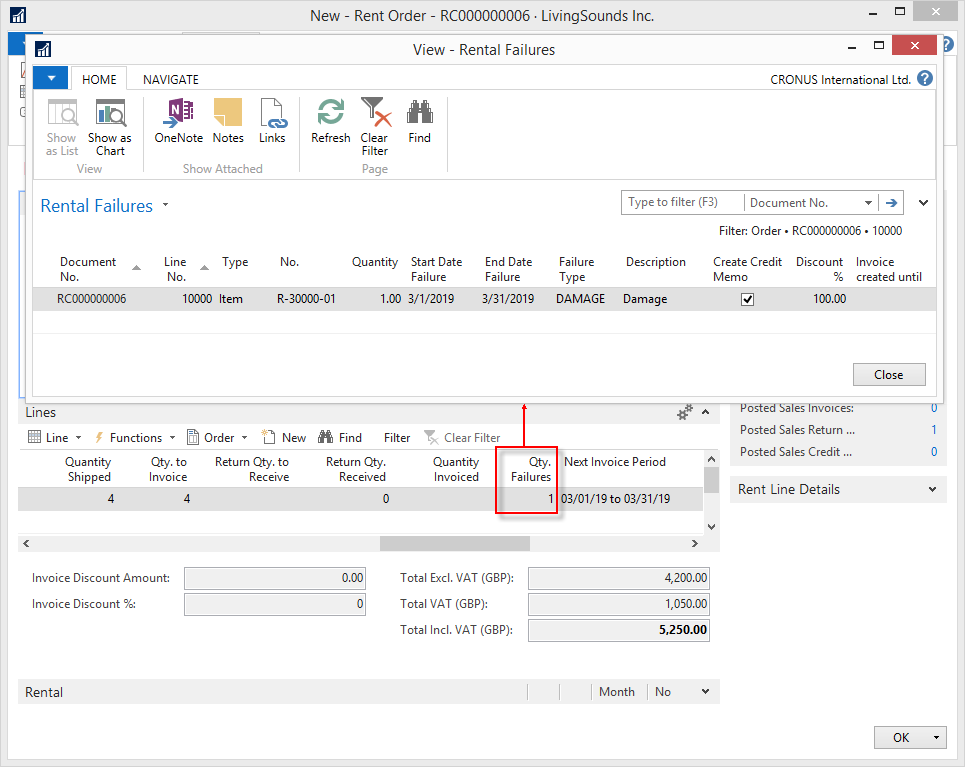 New - Rent Order - RC000000006 · LivingSounds Inc.
View - Rental Failures
HOME NAVIGATE CRONUS International Ltd.
Show as List
Show as Chart
OneNote
Notes
Links
Refresh
Clear Filter
Find
View Show Attached Page
Rental Failures
Type to filter (F3) Document No.
Filter: Order • RC000000006 • 10000
Document No. Line No. Type No. Quantity Start Date Failure End Date Failure Failure Type Description Create Credit Memo Discount % Invoice created until
RC000000006 10000 Item R-30000-01 1.00 3/1/2019 3/31/2019 DAMAGE Damage 100.00
Close
Lines
Posted Sales Invoices: 0
Posted Sales Return ... 1
Posted Sales Credit ... 0
Rent Line Details
Line Functions Order New Find Filter Clear Filter
Quantity Shipped Qty. to Invoice Return Qty. to Receive Return Qty. Received Quantity Invoiced Qty. Failures Next Invoice Period
4 4 0 1 03/01/19 to 03/31/19
Invoice Discount Amount: 0.00
Invoice Discount %: 0
Total Excl. VAT (GBP): 4,200.00
Total VAT (GBP): 1,050.00
Total Incl. VAT (GBP): 5,250.00
Rental Month No
OK